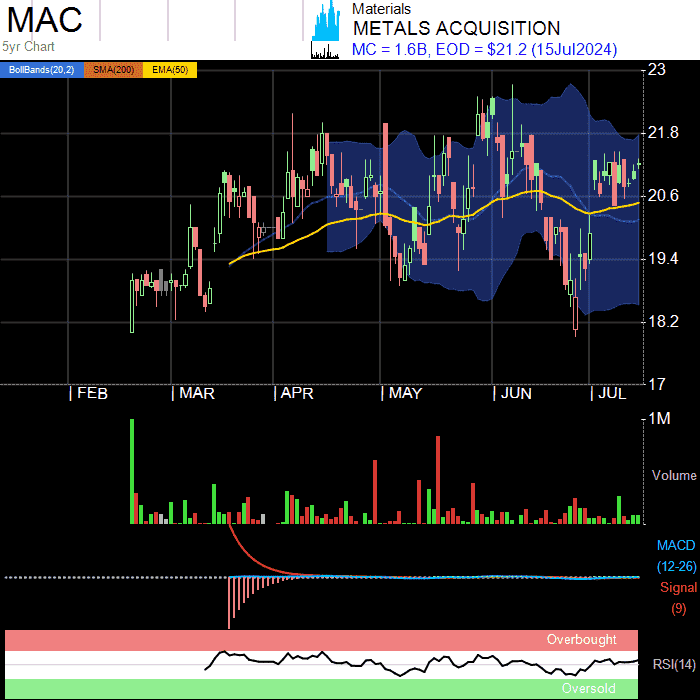 MAC
5yr Chart
Materials
METALS ACQUISITION
MC = 1.6B, EOD = $21.2 (15Jul2024)
BollBands(20,2) SMA(200) EMA(50)
23
21.8
20.6
19.4
18.2
17
| FEB | MAR | APR | MAY | JUN | JUL
1M
Volume
MACD
(12-26)
Signal
(9)
Overbought
RSI(14)
Oversold